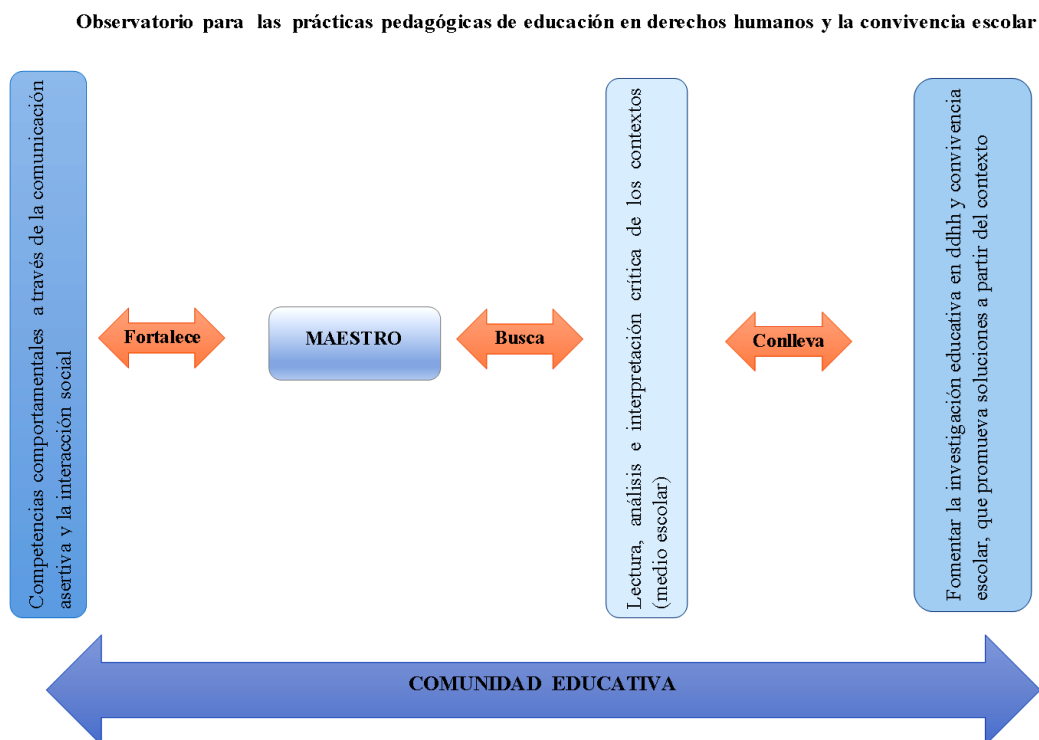 Observatorio para las prácticas pedagógicas de educación en derechos humanos y la convivencia escolar
Competencias comportamentales a través de la comunicación
asertiva y la interacción social
Fortalece
MAESTRO
Busca
Lectura, análisis e interpretación crítica de los contextos
(medio escolar)
Conlleva
Fomentar la investigación educativa en ddhh y convivencia
escolar, que promueva soluciones a partir del contexto
COMUNIDAD EDUCATIVA